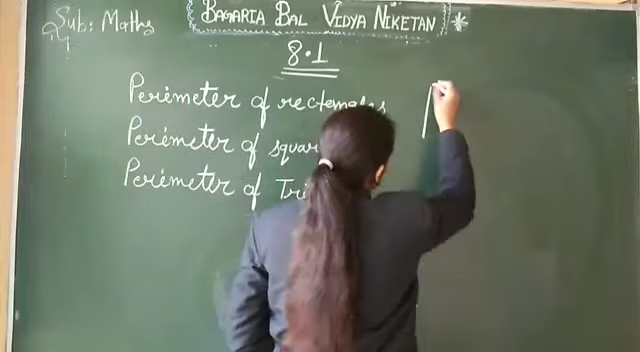 Sub: Maths
BAGARIA BAL VIDYA NIKETAN *
8.1
Perimeter of rectangles
Perimeter of
Perimeter of